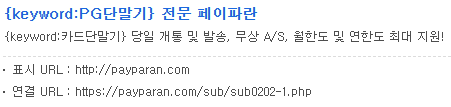 {keyword:PG단말기} 전문 페이파란
{keyword:카드단말기} 당일 개통 및 발송, 무상 A/S, 월한도 및 연한도 최대 지원!
· 표시 URL : http://payparan.com
· 연결 URL : https://payparan.com/sub/sub0202-1.php